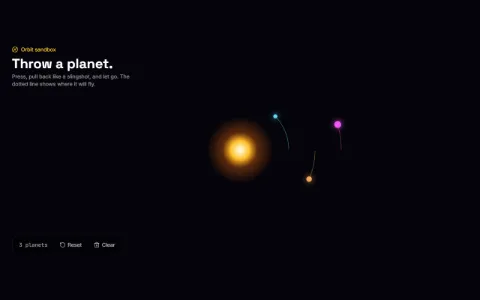 Orbit sandbox
Throw a planet.
Press, pull back like a slingshot, and let go. The
dotted line shows where it will fly.
3 planets Reset Clear